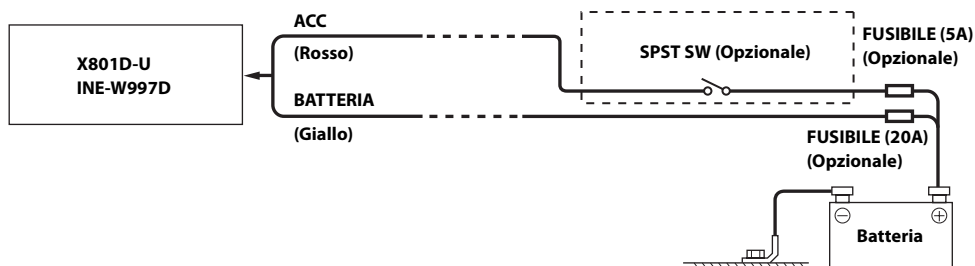 X801D-U
INE-W997D
ACC
(Rosso)
BATTERIA
(Giallo)
SPST SW (Opzionale)
FUSIBILE (5A)
(Opzionale)
FUSIBILE (20A)
(Opzionale)
Batteria